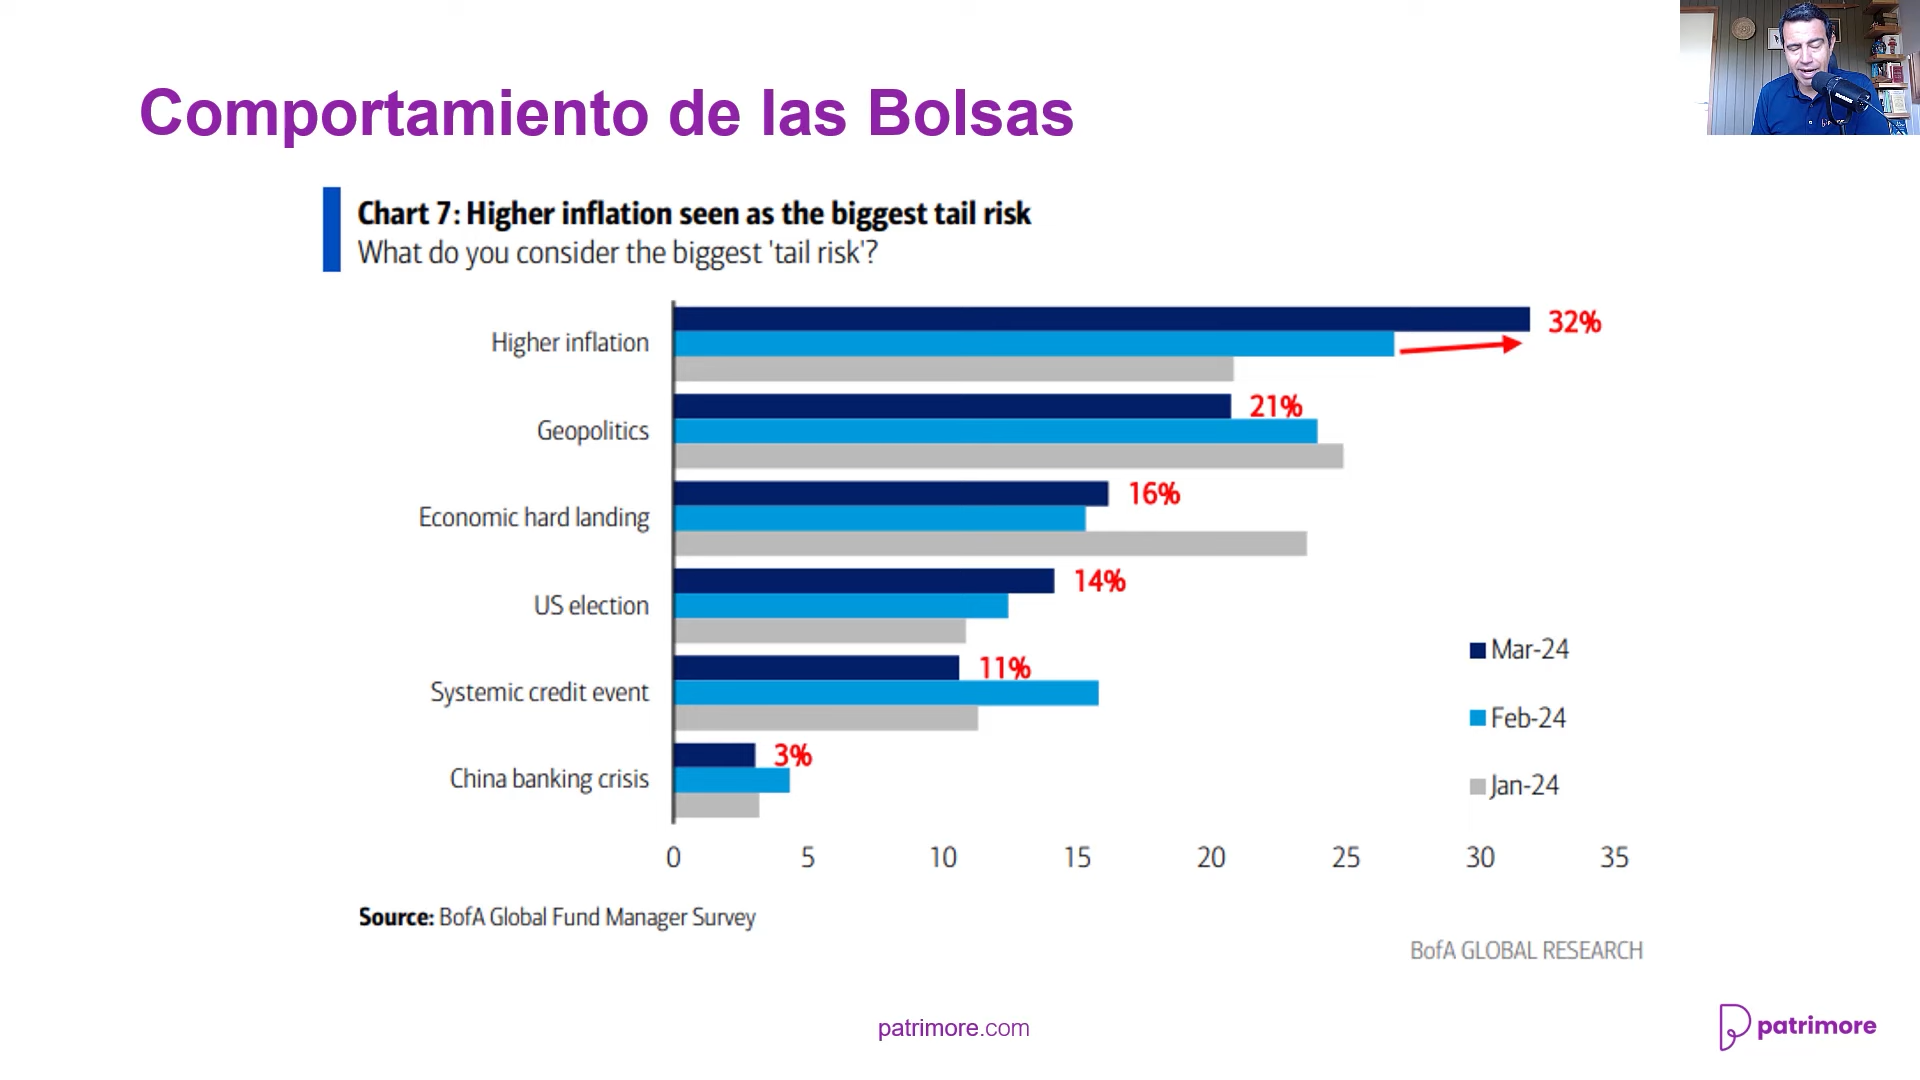 Comportamiento de las Bolsas
Chart 7: Higher inflation seen as the biggest tail risk
What do you consider the biggest 'tail risk'?
Higher inflation
32%
Geopolitics
21%
Economic hard landing
16%
US election
14%
Systemic credit event
11%
China banking crisis
3%
Mar-24
Feb-24
Jan-24
0 5 10 15 20 25 30 35
Source: BofA Global Fund Manager Survey
BofA GLOBAL RESEARCH
patrimore.com
patrimore